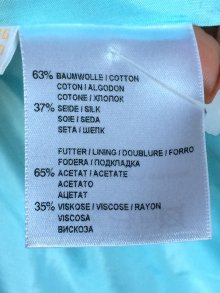 63% BAUMWOLLE / COTTON
COTON / ALGODON
COTONE / ХЛОПОК
37% SEIDE / SILK
SOIE / SEDA
SETA / ШЕЛК
FUTTER / LINING / DOUBLURE / FORRO
FODERA / ПОДКЛАДКА
65% ACETAT / ACETATE
ACETATO
АЦЕТАТ
35% VISKOSE / VISCOSE / RAYON
VISCOSA
ВИСКОЗА